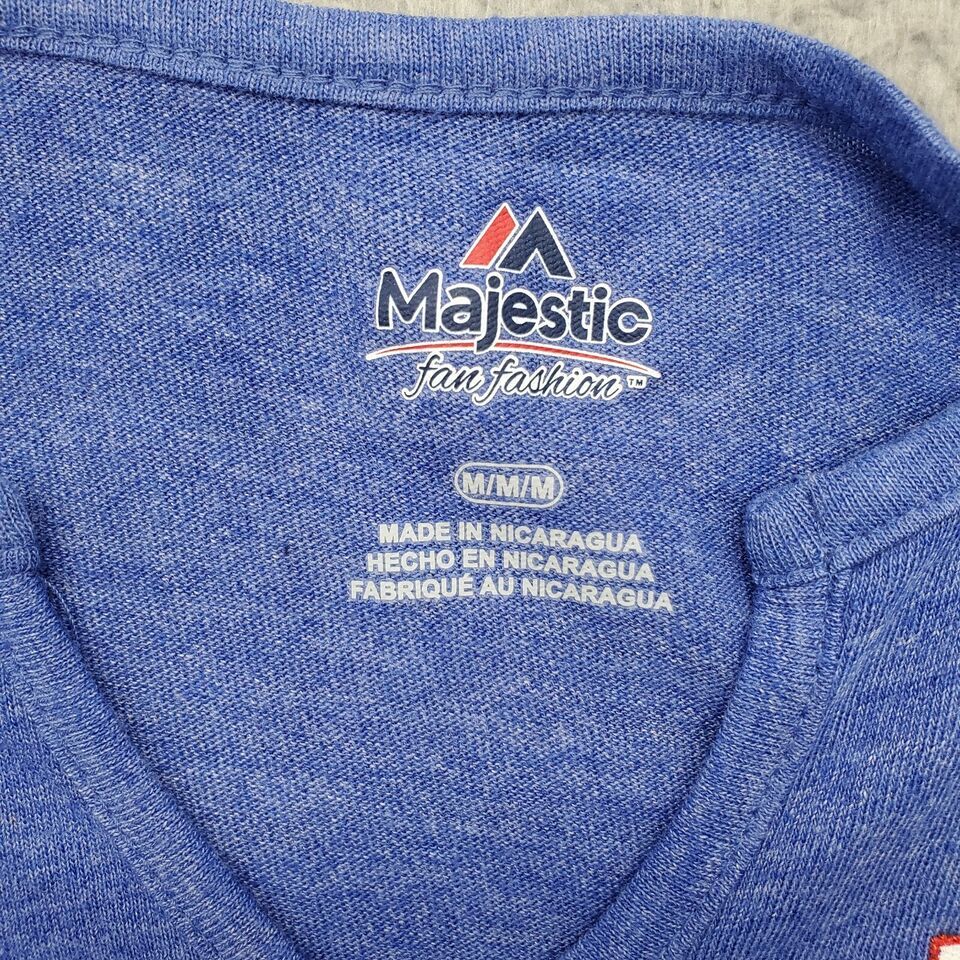 Majestic
fan fashion™
M/M/M
MADE IN NICARAGUA
HECHO EN NICARAGUA
FABRIQUÉ AU NICARAGUA